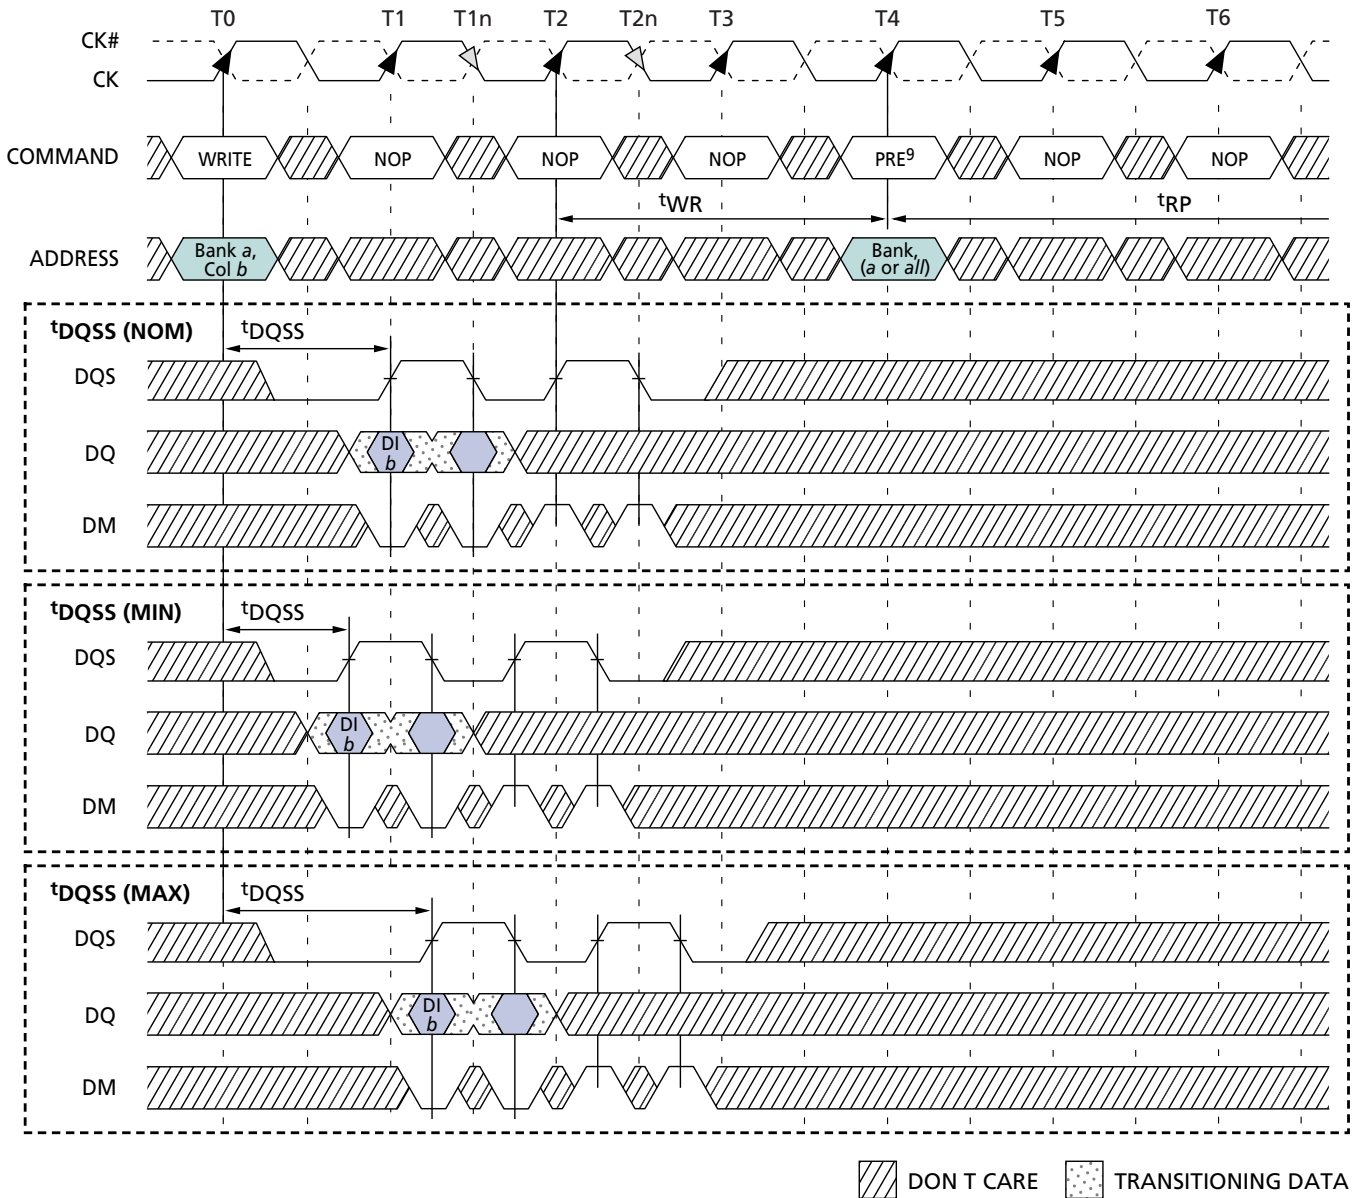 T0 T1 T1n T2 T2n T3 T4 T5 T6
CK#
CK
COMMAND WRITE NOP NOP NOP PRE9 NOP NOP
tWR tRP
ADDRESS Bank a, Col b Bank, (a or all)
tDQSS (NOM) tDQSS
DQS
DQ DI b
DM
tDQSS (MIN) tDQSS
DQS
DQ DI b
DM
tDQSS (MAX) tDQSS
DQS
DQ DI b
DM
DON T CARE TRANSITIONING DATA